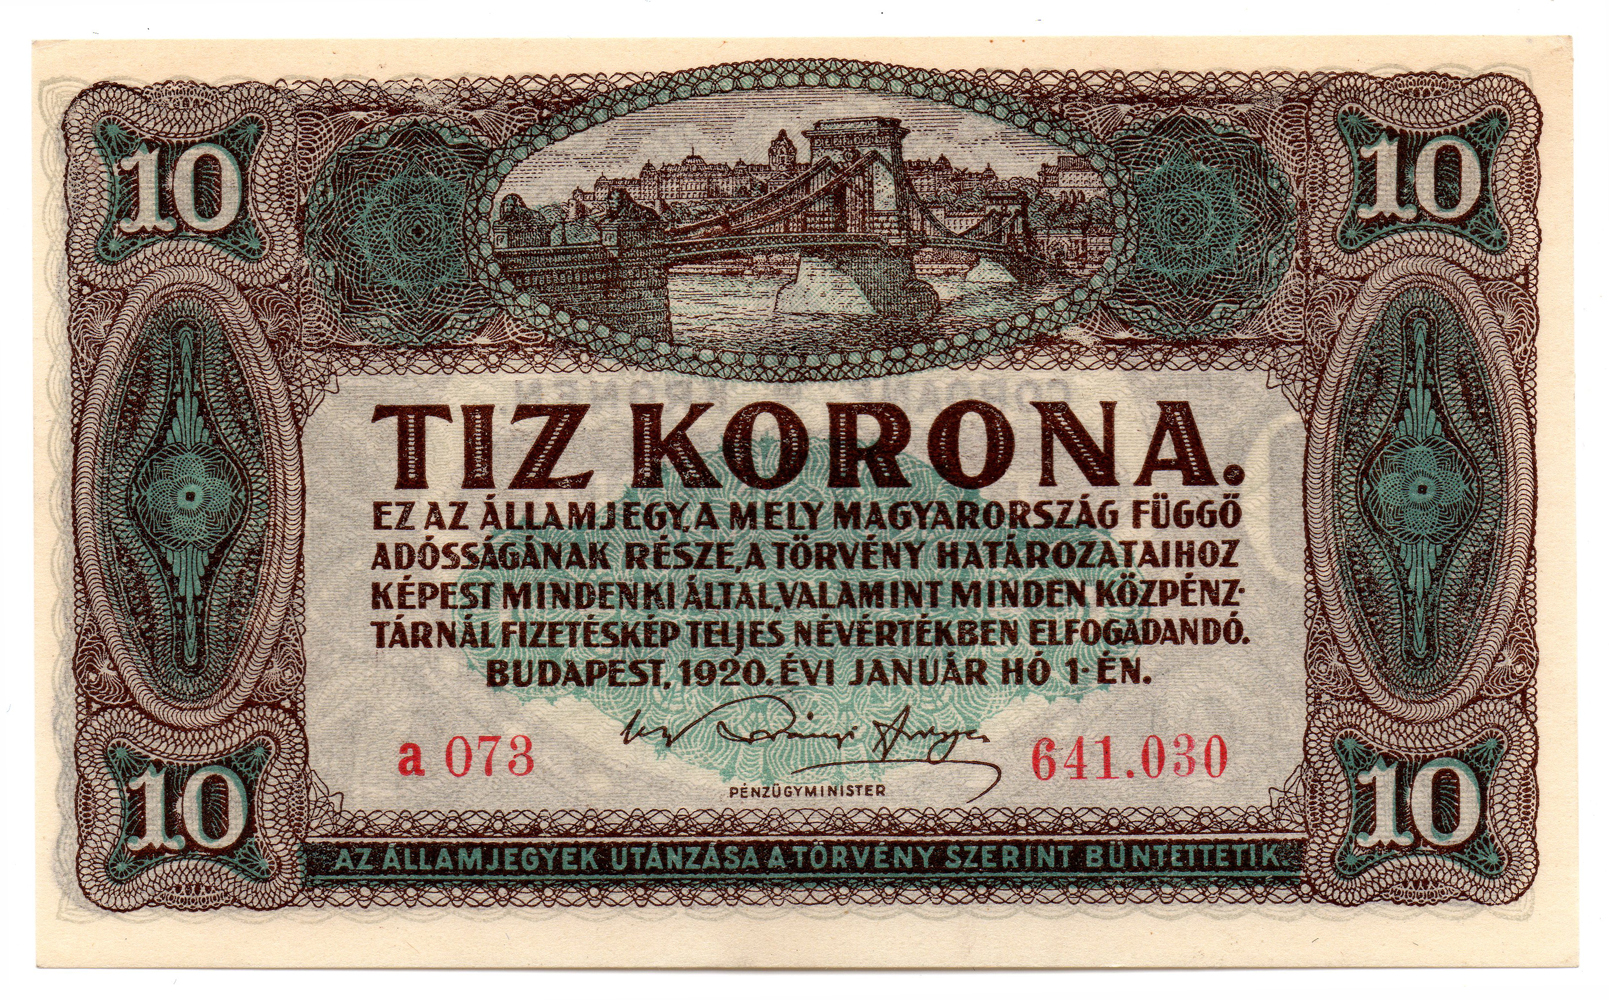 10 10
TIZ KORONA.
EZ AZ ÁLLAMJEGY, A MELY MAGYARORSZÁG FÜGGŐ
ADÓSSÁGÁNAK RÉSZE, A TÖRVÉNY HATÁROZATAIHOZ
KÉPEST MINDENKI ÁLTAL, VALAMINT MINDEN KÖZPÉNZ-
TÁRNÁL FIZETÉSKÉP TELJES NÉVÉRTÉKBEN ELFOGADANDÓ.
BUDAPEST, 1920. ÉVI JANUÁR HÓ 1-ÉN.
a 073 641.030
PÉNZÜGYMINISTER
10 10
AZ ÁLLAMJEGYEK UTÁNZÁSA A TÖRVÉNY SZERINT BÜNTETTETIK.